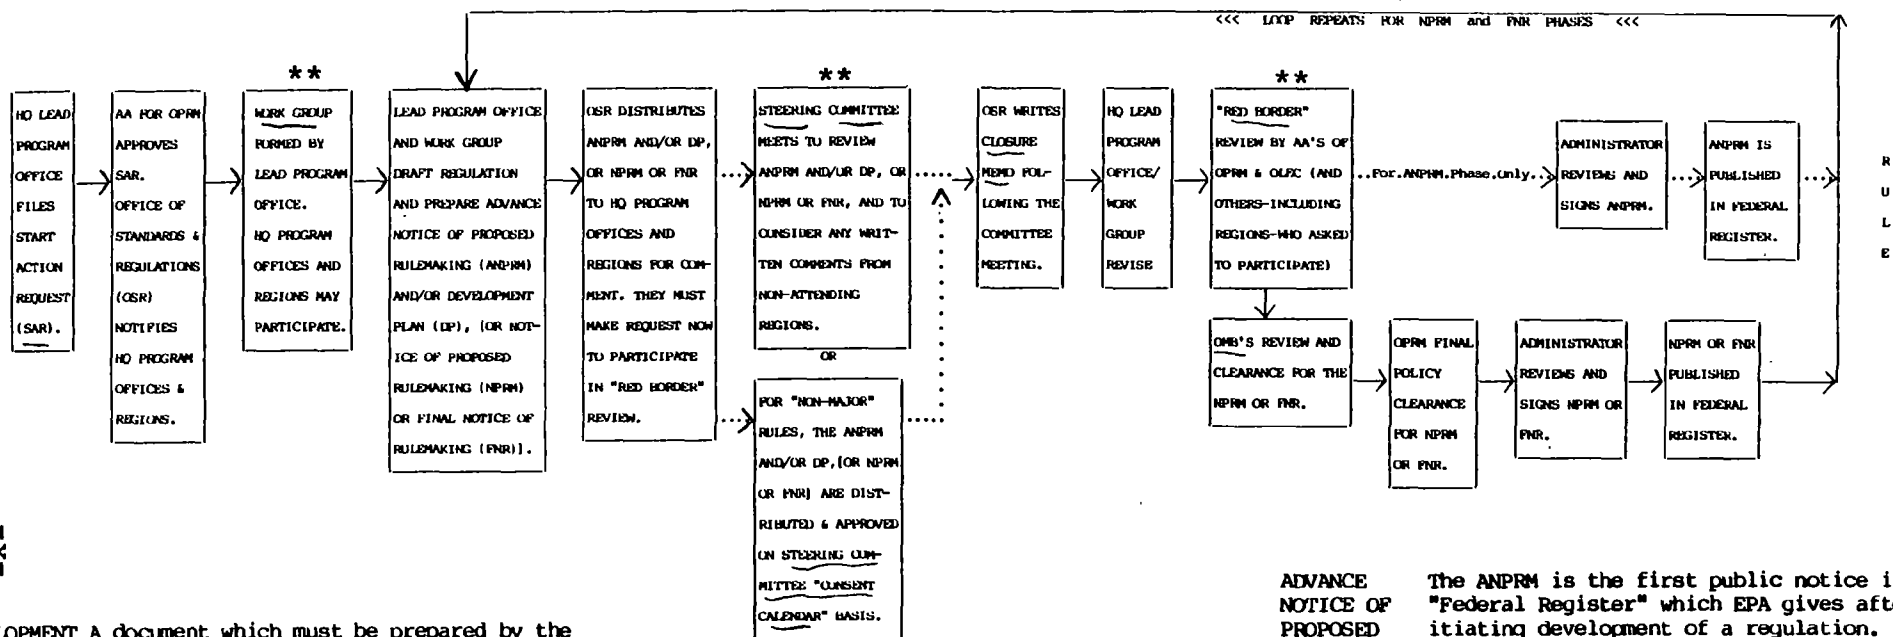 <<< LOOP REPEATS FOR NPRM and FNR PHASES <<<
**
**
**
HQ LEAD
PROGRAM
OFFICE
FILES
START
ACTION
REQUEST
(SAR).
AA FOR OPRM
APPROVES
SAR.
OFFICE OF
STANDARDS &
REGULATIONS
(OSR)
NOTIFIES
HQ PROGRAM
OFFICES &
REGIONS.
WORK GROUP
FORMED BY
LEAD PROGRAM
OFFICE.
HQ PROGRAM
OFFICES AND
REGIONS MAY
PARTICIPATE.
LEAD PROGRAM OFFICE
AND WORK GROUP
DRAFT REGULATION
AND PREPARE ADVANCE
NOTICE OF PROPOSED
RULEMAKING (ANPRM)
AND/OR DEVELOPMENT
PLAN (DP), [OR NOT-
ICE OF PROPOSED
RULEMAKING (NPRM)
OR FINAL NOTICE OF
RULEMAKING (FNR)].
OSR DISTRIBUTES
ANPRM AND/OR DP,
OR NPRM OR FNR
TO HQ PROGRAM
OFFICES AND
REGIONS FOR COM-
MENT. THEY MUST
MAKE REQUEST NOW
TO PARTICIPATE
IN "RED BORDER"
REVIEW.
STEERING COMMITTEE
MEETS TO REVIEW
ANPRM AND/OR DP, OR
NPRM OR FNR, AND TO
CONSIDER ANY WRIT-
TEN COMMENTS FROM
NON-ATTENDING
REGIONS.
OR
FOR "NON-MAJOR"
RULES, THE ANPRM
AND/OR DP,[OR NPRM
OR FNR] ARE DIST-
RIBUTED & APPROVED
ON STEERING COM-
MITTEE "CONSENT
CALENDAR" BASIS.
OSR WRITES
CLOSURE
MEMO FOL-
LOWING THE
COMMITTEE
MEETING.
HQ LEAD
PROGRAM
OFFICE/
WORK
GROUP
REVISE
"RED BORDER"
REVIEW BY AA'S OF
OPRM & OLEC (AND
OTHERS-INCLUDING
REGIONS-WHO ASKED
TO PARTICIPATE)
..For.ANPRM.Phase.Only..
ADMINISTRATOR
REVIEWS AND
SIGNS ANPRM.
ANPRM IS
PUBLISHED
IN FEDERAL
REGISTER.
R
U
L
E
OMB'S REVIEW AND
CLEARANCE FOR THE
NPRM OR FNR.
OPRM FINAL
POLICY
CLEARANCE
FOR NPRM
OR FNR.
ADMINISTRATOR
REVIEWS AND
SIGNS NPRM OR
FNR.
NPRM OR FNR
PUBLISHED
IN FEDERAL
REGISTER.
OPMENT A document which must be prepared by the
ADVANCE The ANPRM is the first public notice i
NOTICE OF "Federal Register" which EPA gives aft
PROPOSED itiating development of a regulation.